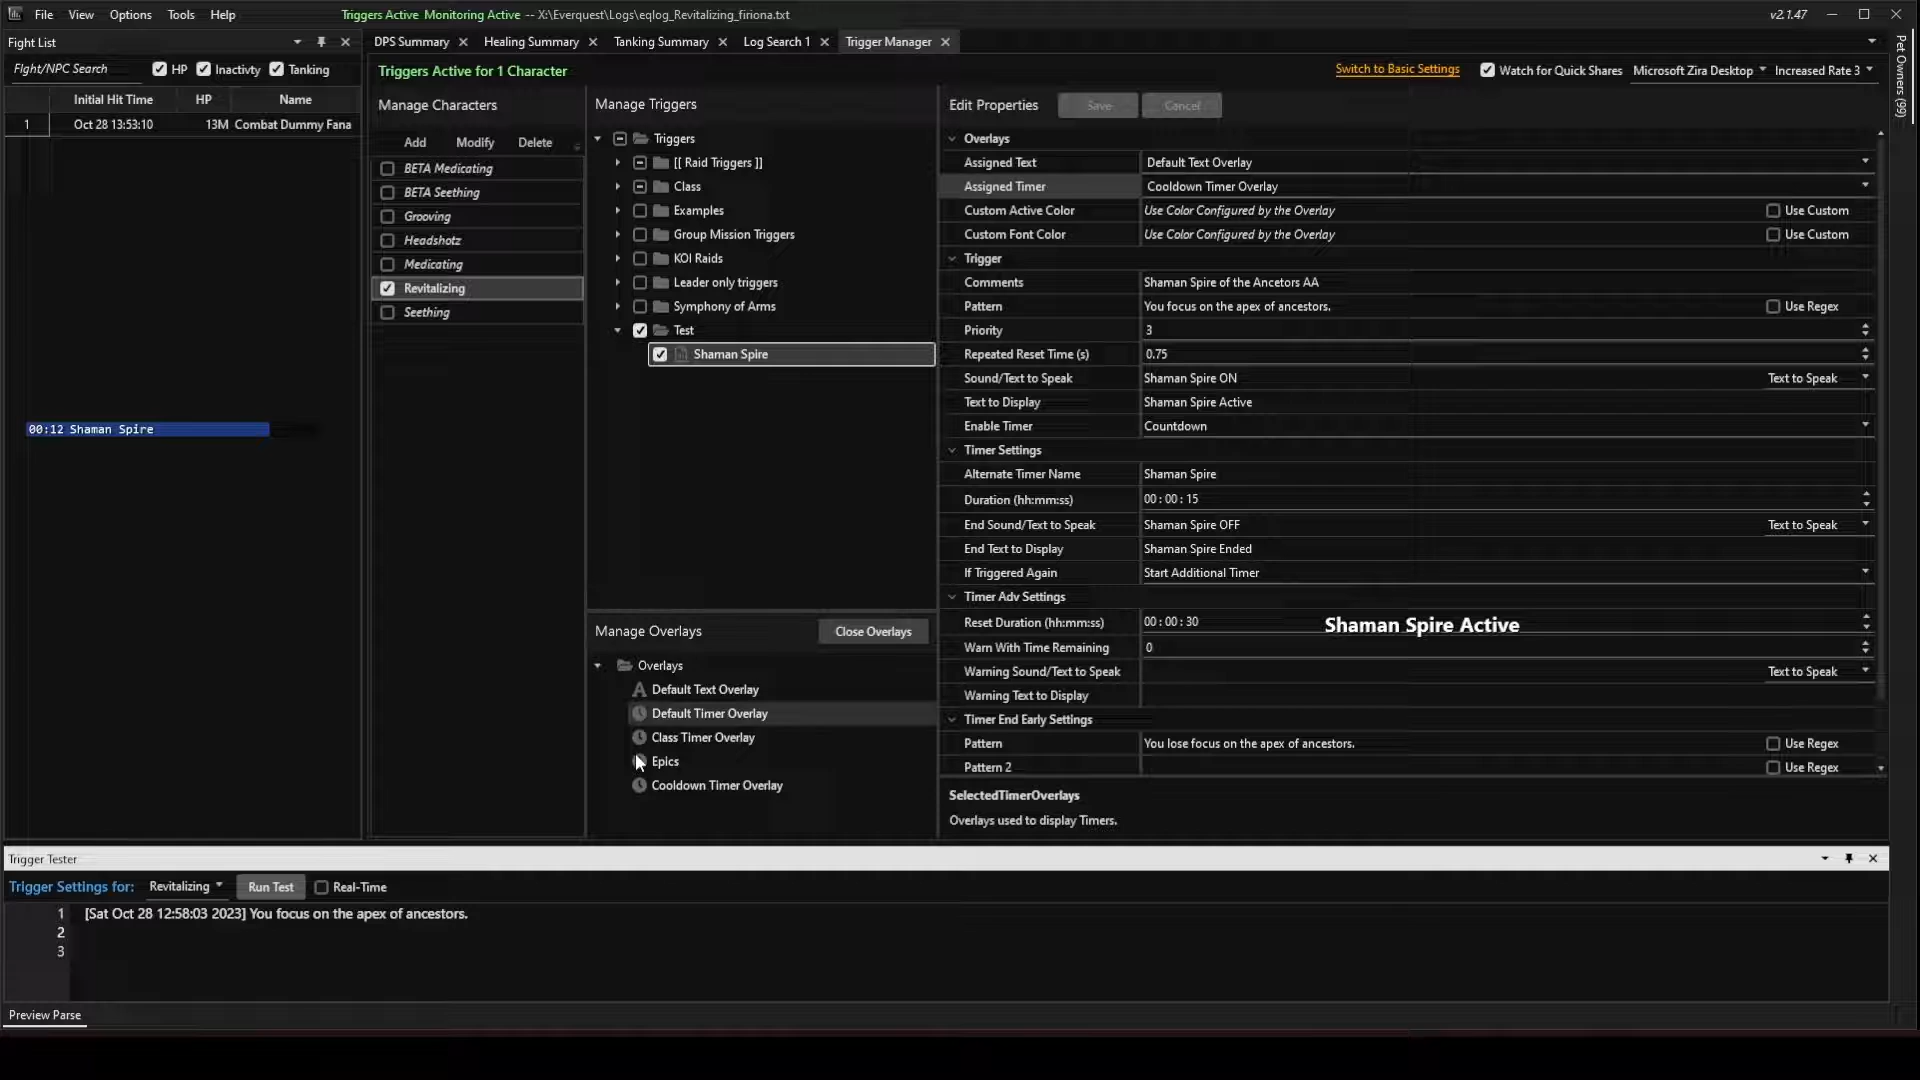 File View Options Tools Help
Triggers Active Monitoring Active -- X:\Everquest\Logs\eqlog_Revitalizing_firiona.txt
v2.1.47
Fight List
DPS Summary
Healing Summary
Tanking Summary
Log Search 1
Trigger Manager
Pet Owners (99)
Fight/NPC Search HP Inactivty Tanking
Triggers Active for 1 Character
Switch to Basic Settings Watch for Quick Shares Microsoft Zira Desktop Increased Rate 3
Initial Hit Time HP Name
1 Oct 28 13:53:10 13M Combat Dummy Fana
00:12 Shaman Spire
Manage Characters
Add Modify Delete
BETA Medicating
BETA Seething
Grooving
Headshotz
Medicating
Revitalizing
Seething
Manage Triggers
Triggers
[[ Raid Triggers ]]
Class
Examples
Group Mission Triggers
KOI Raids
Leader only triggers
Symphony of Arms
Test
Shaman Spire
Manage Overlays Close Overlays
Overlays
Default Text Overlay
Default Timer Overlay
Class Timer Overlay
Epics
Cooldown Timer Overlay
Edit Properties Save Cancel
Overlays
Assigned Text Default Text Overlay
Assigned Timer Cooldown Timer Overlay
Custom Active Color Use Color Configured by the Overlay Use Custom
Custom Font Color Use Color Configured by the Overlay Use Custom
Trigger
Comments Shaman Spire of the Ancetors AA
Pattern You focus on the apex of ancestors. Use Regex
Priority 3
Repeated Reset Time (s) 0.75
Sound/Text to Speak Shaman Spire ON Text to Speak
Text to Display Shaman Spire Active
Enable Timer Countdown
Timer Settings
Alternate Timer Name Shaman Spire
Duration (hh:mm:ss) 00 : 00 : 15
End Sound/Text to Speak Shaman Spire OFF Text to Speak
End Text to Display Shaman Spire Ended
If Triggered Again Start Additional Timer
Timer Adv Settings
Reset Duration (hh:mm:ss) 00 : 00 : 30
Shaman Spire Active
Warn With Time Remaining 0
Warning Sound/Text to Speak Text to Speak
Warning Text to Display
Timer End Early Settings
Pattern You lose focus on the apex of ancestors. Use Regex
Pattern 2 Use Regex
SelectedTimerOverlays
Overlays used to display Timers.
Trigger Tester
Trigger Settings for: Revitalizing Run Test Real-Time
1 [Sat Oct 28 12:58:03 2023] You focus on the apex of ancestors.
2
3
Preview Parse